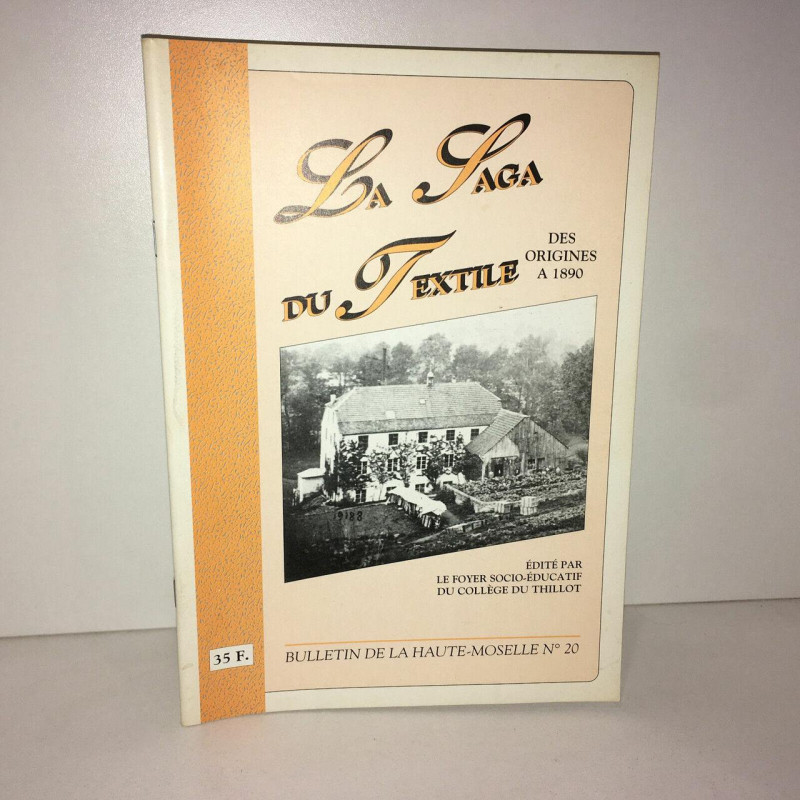 La Saga
du Textile
DES
ORIGINES
A 1890
9188
ÉDITÉ PAR
LE FOYER SOCIO-ÉDUCATIF
DU COLLÈGE DU THILLOT
35 F.
BULLETIN DE LA HAUTE-MOSELLE N° 20